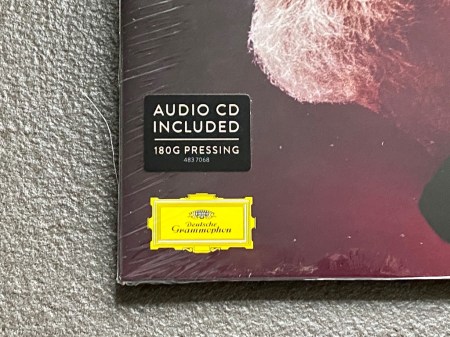 AUDIO CD
INCLUDED
180G PRESSING
483 7068
Deutsche
Grammophon